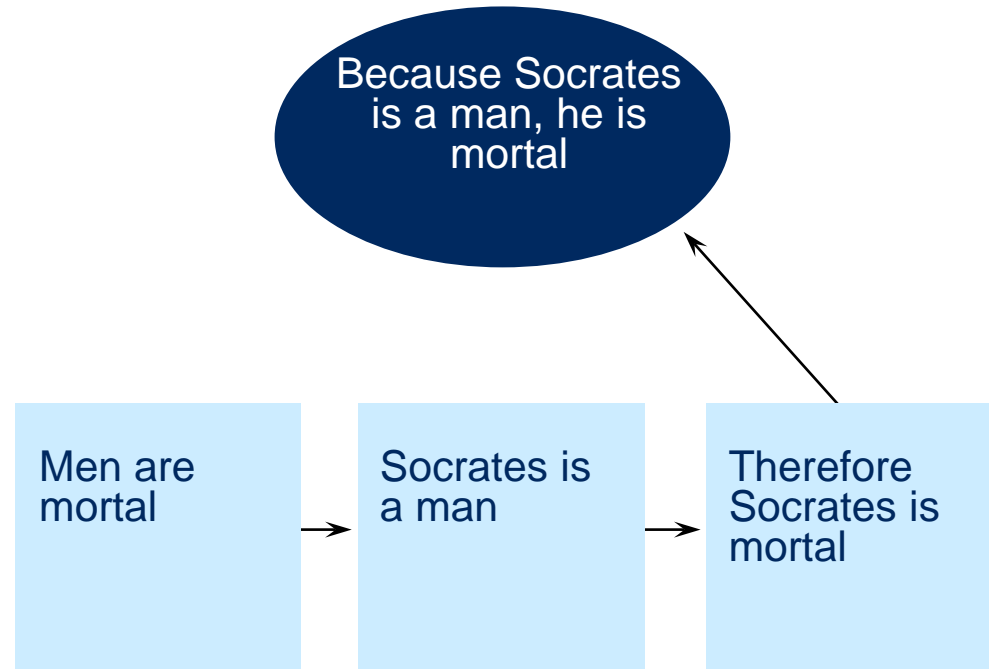 Because Socrates
is a man, he is
mortal
Men are
mortal
Socrates is
a man
Therefore
Socrates is
mortal